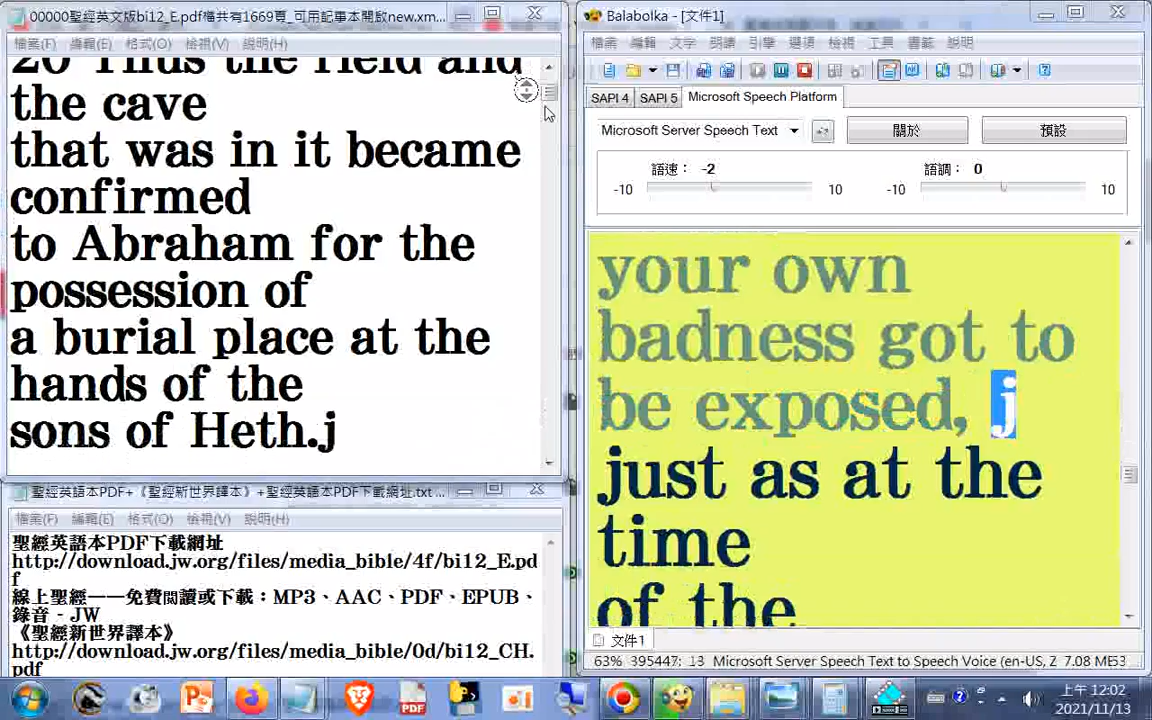 00000聖經英文版bi12_E.pdf檔共有1669頁_可用記事本開啟new.xm...
檔案(F) 編輯(E) 格式(O) 檢視(V) 說明(H)
20 Thus the field and
the cave
that was in it became
confirmed
to Abraham for the
possession of
a burial place at the
hands of the
sons of Heth.j
聖經英語本PDF+《聖經新世界譯本》+聖經英語本PDF下載網址.txt ...
檔案(F) 編輯(E) 格式(O) 檢視(V) 說明(H)
聖經英語本PDF下載網址
http://download.jw.org/files/media_bible/4f/bi12_E.pd
f
線上聖經——免費閱讀或下載：MP3、AAC、PDF、EPUB、
錄音 - JW
《聖經新世界譯本》
http://download.jw.org/files/media_bible/0d/bi12_CH.
pdf
Balabolka - [文件1]
檔案 編輯 文字 朗讀 引擎 選項 檢視 工具 書籤 說明
SAPI 4 SAPI 5 Microsoft Speech Platform
Microsoft Server Speech Text 關於 預設
語速： -2 語調： 0
-10 10 -10 10
your own
badness got to
be exposed, j
just as at the
time
of the
文件1
63% 395447: 13 Microsoft Server Speech Text to Speech Voice (en-US, Z 7.08 ME53
上午 12:02
2021/11/13